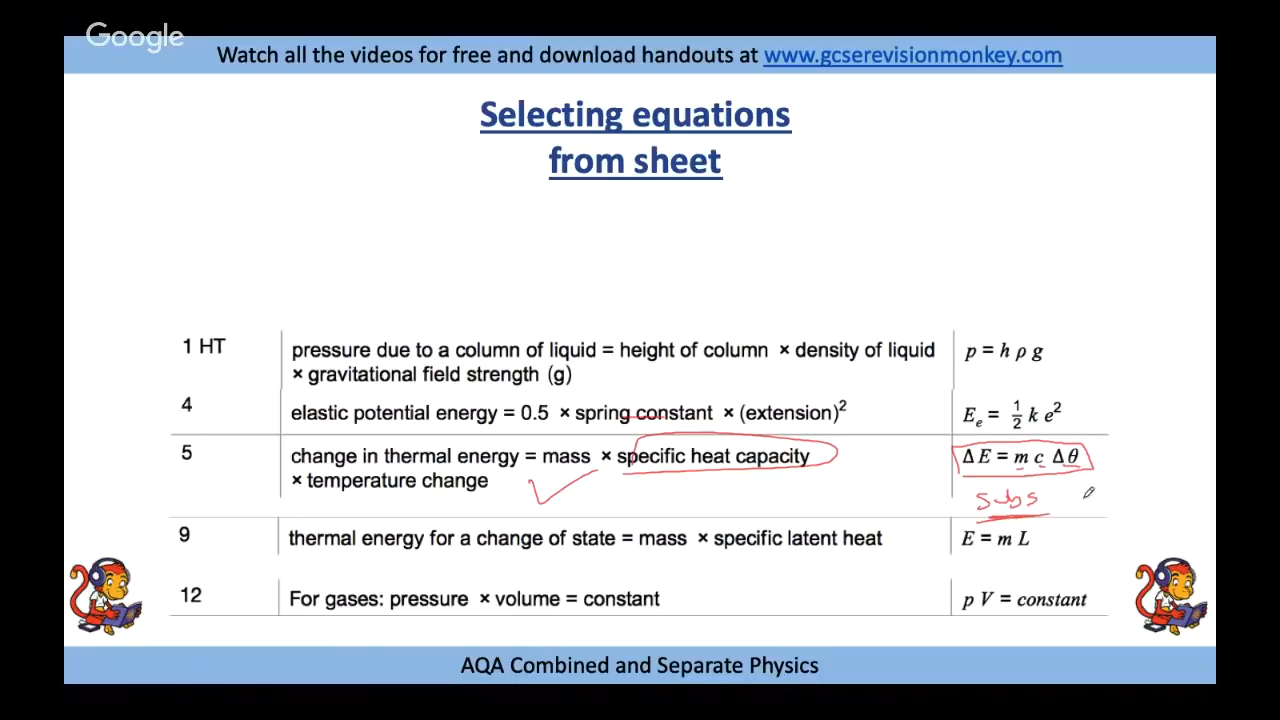 Google
Watch all the videos for free and download handouts at www.gcserevisionmonkey.com
Selecting equations
from sheet
1 HT pressure due to a column of liquid = height of column × density of liquid p = h ρ g
× gravitational field strength (g)
4 elastic potential energy = 0.5 × spring constant × (extension)² Eₑ = ½ k e²
5 change in thermal energy = mass × specific heat capacity Δ E = m c Δ θ
× temperature change
subs
9 thermal energy for a change of state = mass × specific latent heat E = m L
12 For gases: pressure × volume = constant p V = constant
AQA Combined and Separate Physics